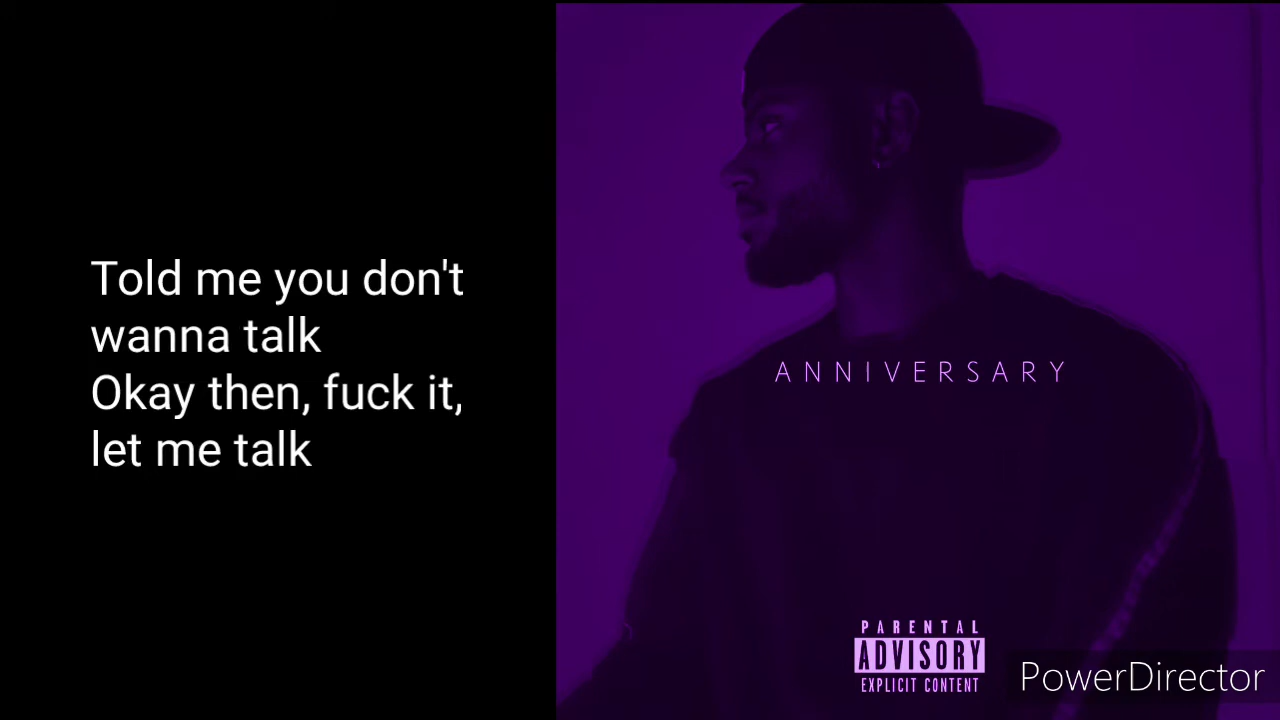 Told me you don't
wanna talk
Okay then, fuck it,
let me talk
ANNIVERSARY
PARENTAL
ADVISORY
EXPLICIT CONTENT
PowerDirector